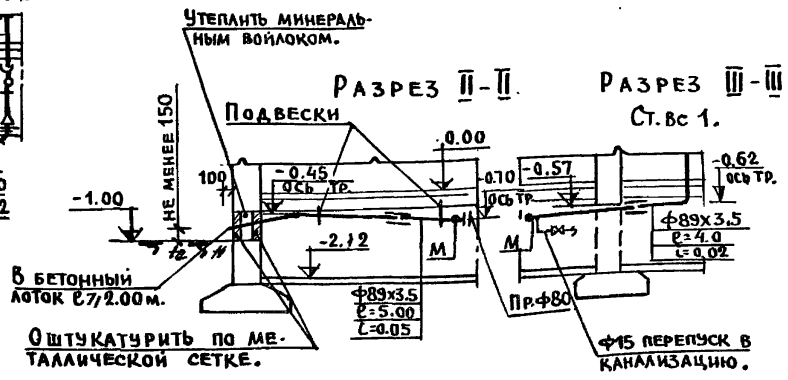 Утеплить минераль-
ным войлоком.
Разрез II-II
Разрез III-III
Ст. ВС 1.
Подвески
не менее 150
100
-0.45
ось тр.
0.00
-0.70
ось тр.
-0.57
-0.62
ось тр.
-1.00
-2.12
М
М
Ф89х3.5
ℓ=4.0
i=0.02
В бетонный
лоток ℓ7/2.00м.
Ф89х3.5
ℓ=5.00
i=0.05
Пр.Ф80
Оштукатурить по ме-
таллической сетке.
Ф15 перепуск в
канализацию.